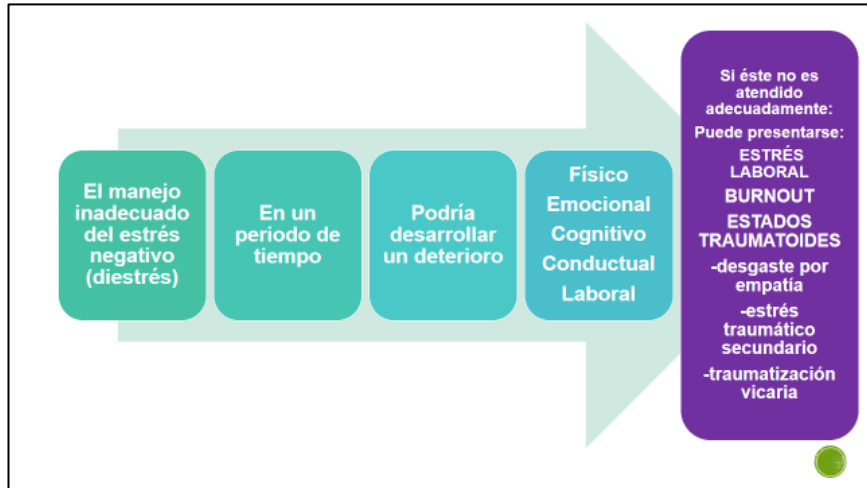 El manejo
inadecuado
del estrés
negativo
(diestrés)
En un
periodo de
tiempo
Podría
desarrollar
un deterioro
Físico
Emocional
Cognitivo
Conductual
Laboral
Si éste no es
atendido
adecuadamente:
Puede presentarse:
ESTRÉS
LABORAL
BURNOUT
ESTADOS
TRAUMATOIDES
-desgaste por
empatía
-estrés
traumático
secundario
-traumatización
vicaria